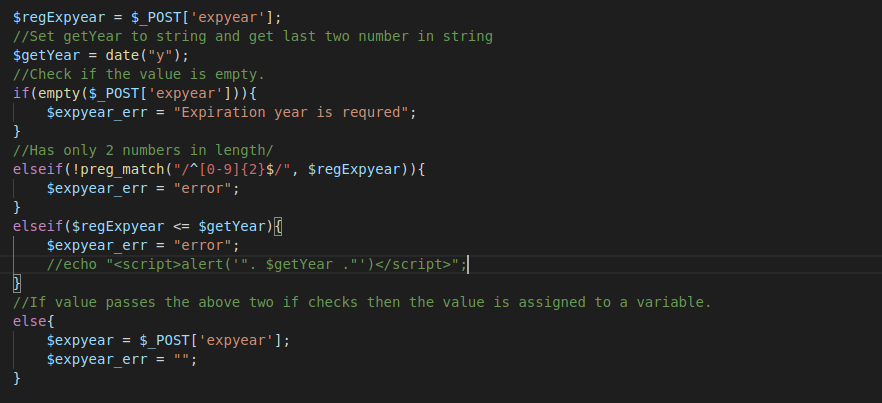 $regExpyear = $_POST['expyear'];
//Set getYear to string and get last two number in string
$getYear = date("y");
//Check if the value is empty.
if(empty($_POST['expyear'])){
    $expyear_err = "Expiration year is requred";
}
//Has only 2 numbers in length/
elseif(!preg_match("/^[0-9]{2}$/", $regExpyear)){
    $expyear_err = "error";
}
elseif($regExpyear <= $getYear){
    $expyear_err = "error";
    //echo "<script>alert('". $getYear ."')</script>";
}
//If value passes the above two if checks then the value is assigned to a variable.
else{
    $expyear = $_POST['expyear'];
    $expyear_err = "";
}